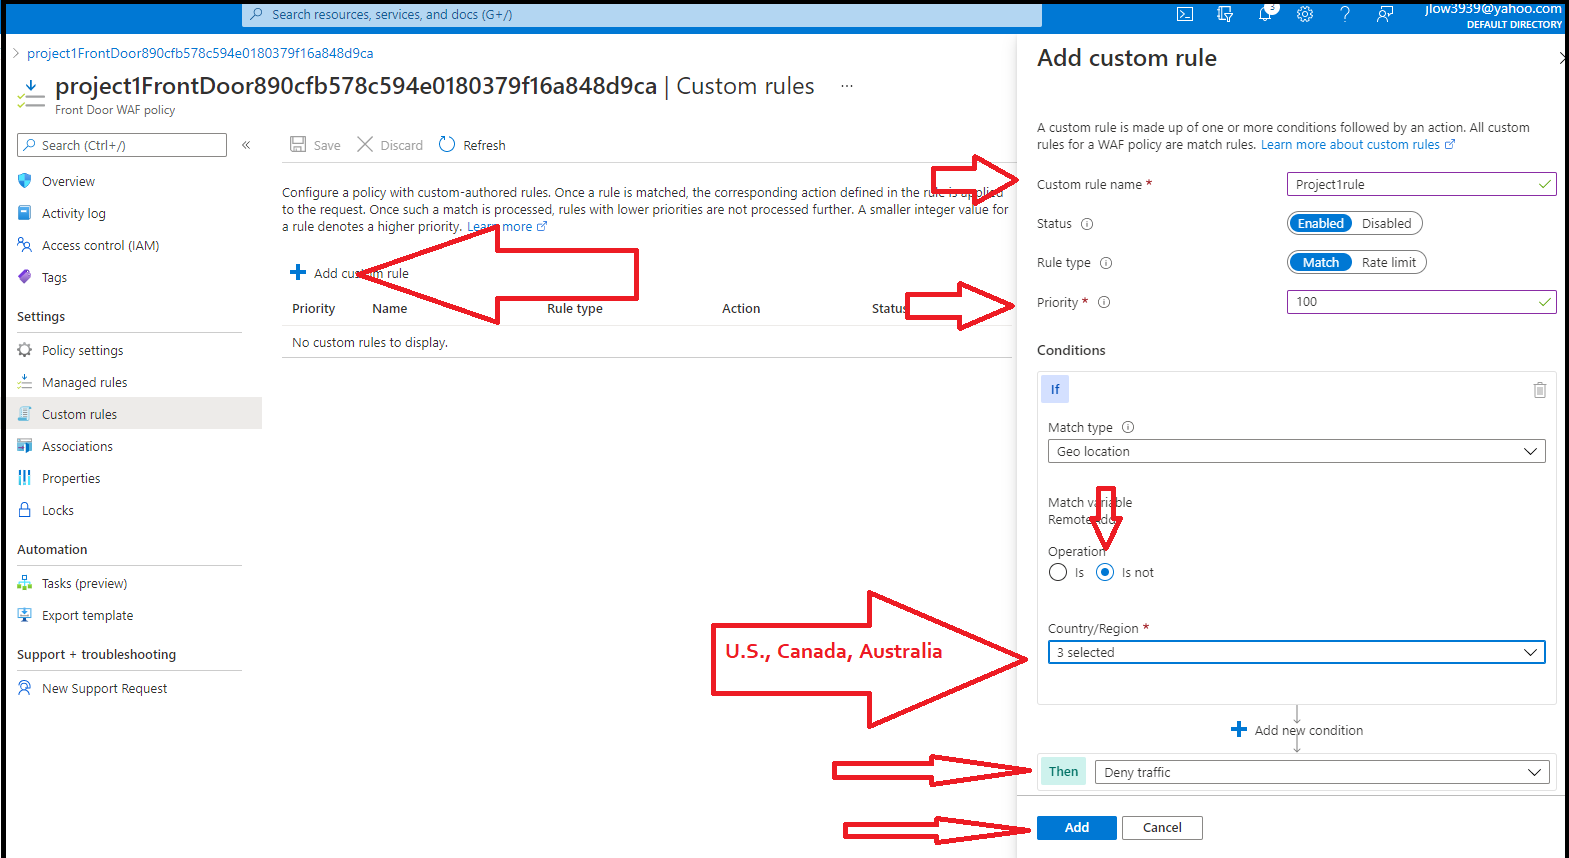 Search resources, services, and docs (G+/)
3
jlow3939@yahoo.com
DEFAULT DIRECTORY
project1FrontDoor890cfb578c594e0180379f16a848d9ca
project1FrontDoor890cfb578c594e0180379f16a848d9ca | Custom rules ...
Front Door WAF policy
Search (Ctrl+/)
«
Overview
Activity log
Access control (IAM)
Tags
Settings
Policy settings
Managed rules
Custom rules
Associations
Properties
Locks
Automation
Tasks (preview)
Export template
Support + troubleshooting
New Support Request
Save Discard Refresh
Configure a policy with custom-authored rules. Once a rule is matched, the corresponding action defined in the rule is applied
to the request. Once such a match is processed, rules with lower priorities are not processed further. A smaller integer value for
a rule denotes a higher priority. Learn more
Add custom rule
Priority Name Rule type Action Status
No custom rules to display.
U.S., Canada, Australia
Add custom rule
A custom rule is made up of one or more conditions followed by an action. All custom
rules for a WAF policy are match rules. Learn more about custom rules
Custom rule name * Project1rule
Status Enabled Disabled
Rule type Match Rate limit
Priority * 100
Conditions
If
Match type
Geo location
Match variable
Operation
Is Is not
Country/Region *
3 selected
Add new condition
Then Deny traffic
Add Cancel